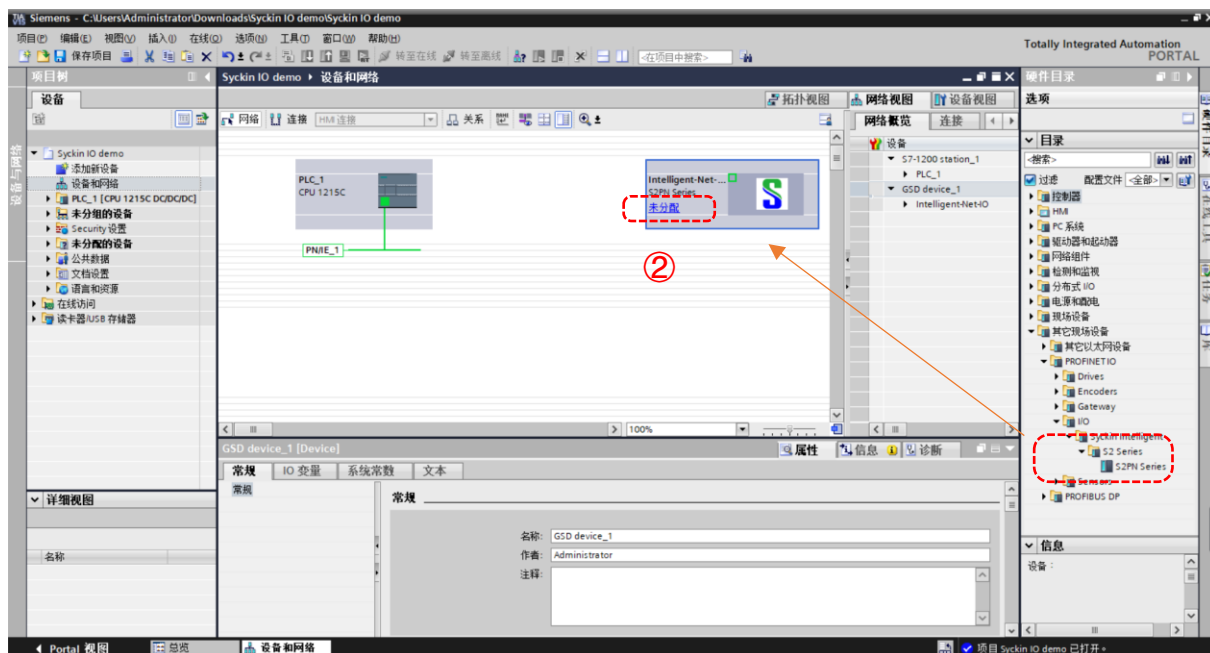 Siemens - C:\Users\Administrator\Downloads\Syckin IO demo\Syckin IO demo
项目(P) 编辑(E) 视图(V) 插入(I) 在线(O) 选项(N) 工具(T) 窗口(W) 帮助(H)
Totally Integrated Automation
PORTAL
保存项目 转至在线 转至离线 <在项目中搜索>
项目树
Syckin IO demo ▸ 设备和网络
硬件目录
设备
拓扑视图 网络视图 设备视图
选项
网络 连接 HMI 连接 关系
网络概览 连接
设备与网络
Syckin IO demo
添加新设备
设备和网络
PLC_1 [CPU 1215C DC/DC/DC]
未分组的设备
Security 设置
未分配的设备
公共数据
文档设置
语言和资源
在线访问
读卡器/USB 存储器
PLC_1
CPU 1215C
PN/IE_1
Intelligent-Net-...
S2PN Series
未分配
②
设备
S7-1200 station_1
PLC_1
GSD device_1
Intelligent-Net-IO
目录
<搜索>
过滤 配置文件 <全部>
控制器
HMI
PC 系统
驱动器和起动器
网络组件
检测和监视
分布式 I/O
电源和配电
现场设备
其它现场设备
其它以太网设备
PROFINET IO
Drives
Encoders
Gateway
I/O
Syckin Intelligent
S2 Series
S2PN Series
Sensors
PROFIBUS DP
100%
GSD device_1 [Device]
属性 信息 诊断
常规 IO 变量 系统常数 文本
常规
常规
名称: GSD device_1
作者: Administrator
注释:
详细视图
名称
信息
设备:
Portal 视图 总览 设备和网络
项目 Syckin IO demo 已打开。